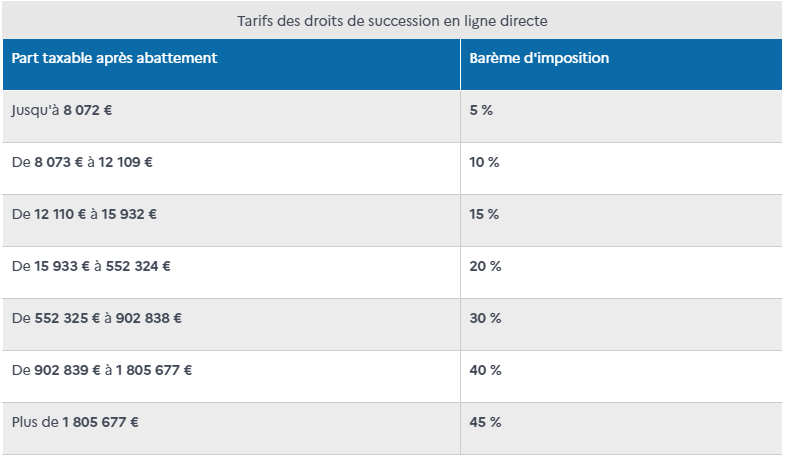 Tarifs des droits de succession en ligne directe
Part taxable après abattement Barème d'imposition
Jusqu'à 8 072 € 5 %
De 8 073 € à 12 109 € 10 %
De 12 110 € à 15 932 € 15 %
De 15 933 € à 552 324 € 20 %
De 552 325 € à 902 838 € 30 %
De 902 839 € à 1 805 677 € 40 %
Plus de 1 805 677 € 45 %